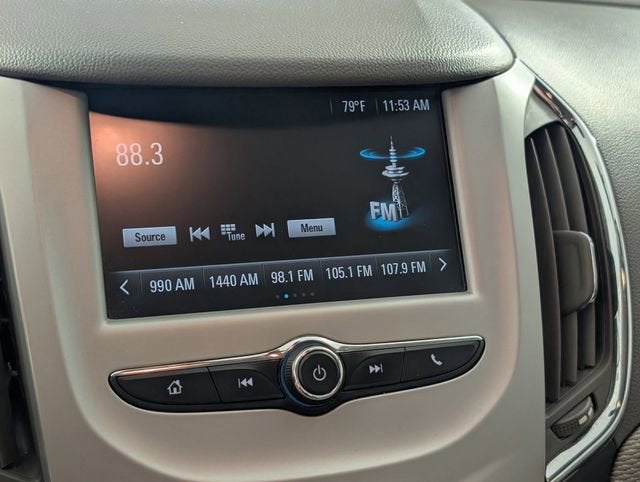 79°F 11:53 AM
88.3
FM
Source Tune Menu
990 AM 1440 AM 98.1 FM 105.1 FM 107.9 FM